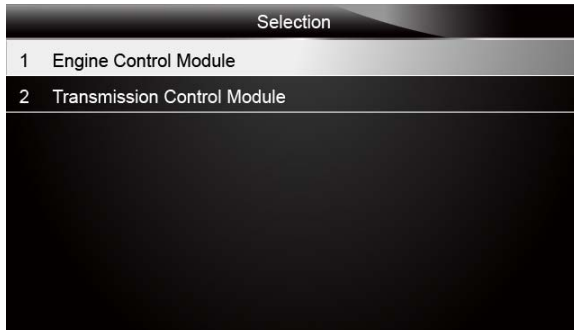 Selection
1 Engine Control Module
2 Transmission Control Module